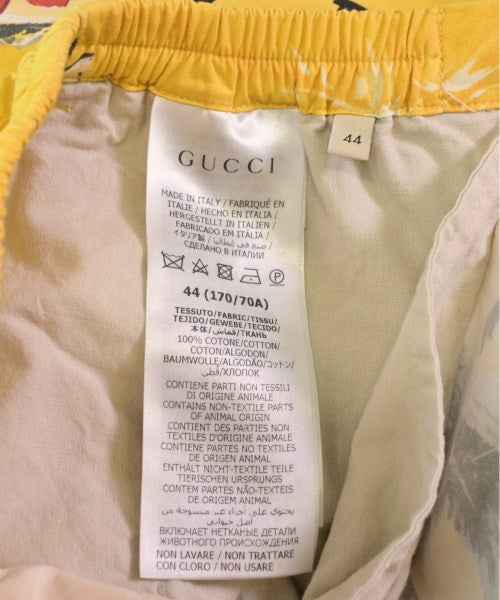 GUCCI
44
MADE IN ITALY / FABRIQUÉ EN
ITALIE / HECHO EN ITALIA /
HERGESTELLT IN ITALIEN /
FABRICADO EM ITÁLIA /
イタリア製 / صنع في إيطاليا /
СДЕЛАНО В ИТАЛИИ
P
44 (170/70A)
TESSUTO/FABRIC/TISSU/
TEJIDO/GEWEBE/TECIDO/
本体/قماش/ТКАНЬ
100% COTONE/COTTON/
COTON/ALGODON/
BAUMWOLLE/ALGODÃO/コットン/
قطن/ХЛОПОК
CONTIENE PARTI NON TESSILI
DI ORIGINE ANIMALE
CONTAINS NON-TEXTILE PARTS
OF ANIMAL ORIGIN
CONTIENT DES PARTIES NON
TEXTILES D'ORIGINE ANIMALE
CONTIENE PARTES NO TEXTILES
DE ORIGEN ANIMAL
ENTHÄLT NICHT-TEXTILE TEILE
TIERISCHEN URSPRUNGS
CONTEM PARTES NÃO-TEXTEIS
DE ORIGEM ANIMAL
يحتوي على أجزاء غير منسوجة من
أصل حيواني
ВКЛЮЧАЕТ НЕТКАНЫЕ ДЕТАЛИ
ЖИВОТНОГО ПРОИСХОЖДЕНИЯ
NON LAVARE / NON TRATTARE
CON CLORO / NON USARE